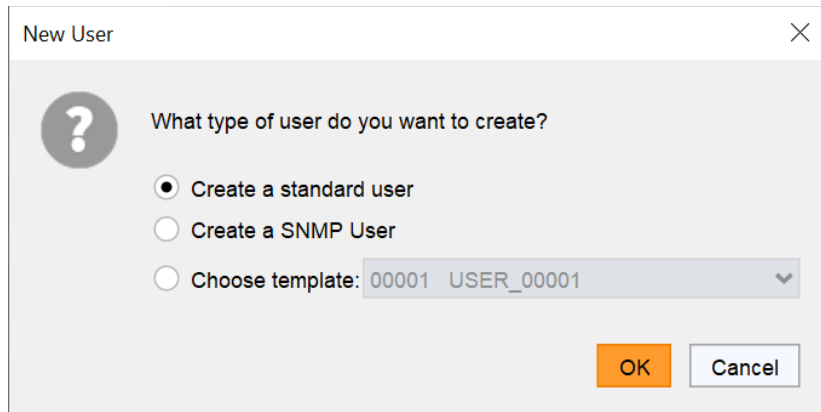 New User
What type of user do you want to create?
Create a standard user
Create a SNMP User
Choose template: 00001 USER_00001
OK Cancel